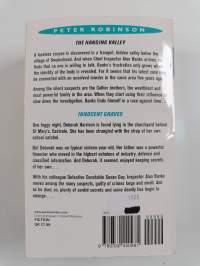 PETER ROBINSON
THE HANGING VALLEY
A faceless corpse is discovered in a tranquil, hidden valley below the village
of Swainshead. And when Chief Inspector Alan Banks arrives, he
finds that no one is willing to talk. Banks's frustration only grows when
the identity of the body is revealed. For it seems that his latest case may
be connected with an unsolved murder in the same area five years ago.
Among the silent suspects are the Collier brothers, the wealthiest and
most powerful family in the area. When they start using their influence to
slow down the investigation, Banks finds himself in a race against time
INNOCENT GRAVES
One foggy night, Deborah Harrison is found lying in the churchyard behind
St Mary's, Eastvale. She has been strangled with the strap of her own
school satchel.
But Deborah was no typical sixteen-year-old. Her father was a powerful
financier who moved in the highest echelons of industry, defence and
classified information. And Deborah, it seemed, enjoyed keeping secrets
of her own...
With his colleague Detective Constable Susan Gay, Inspector Alan Banks
moves among the many suspects, guilty of crimes large and small. And
as he does so, plenty of sordid secrets and some deadly lies begin to
emerge . . .
FICTION
UK £7.99